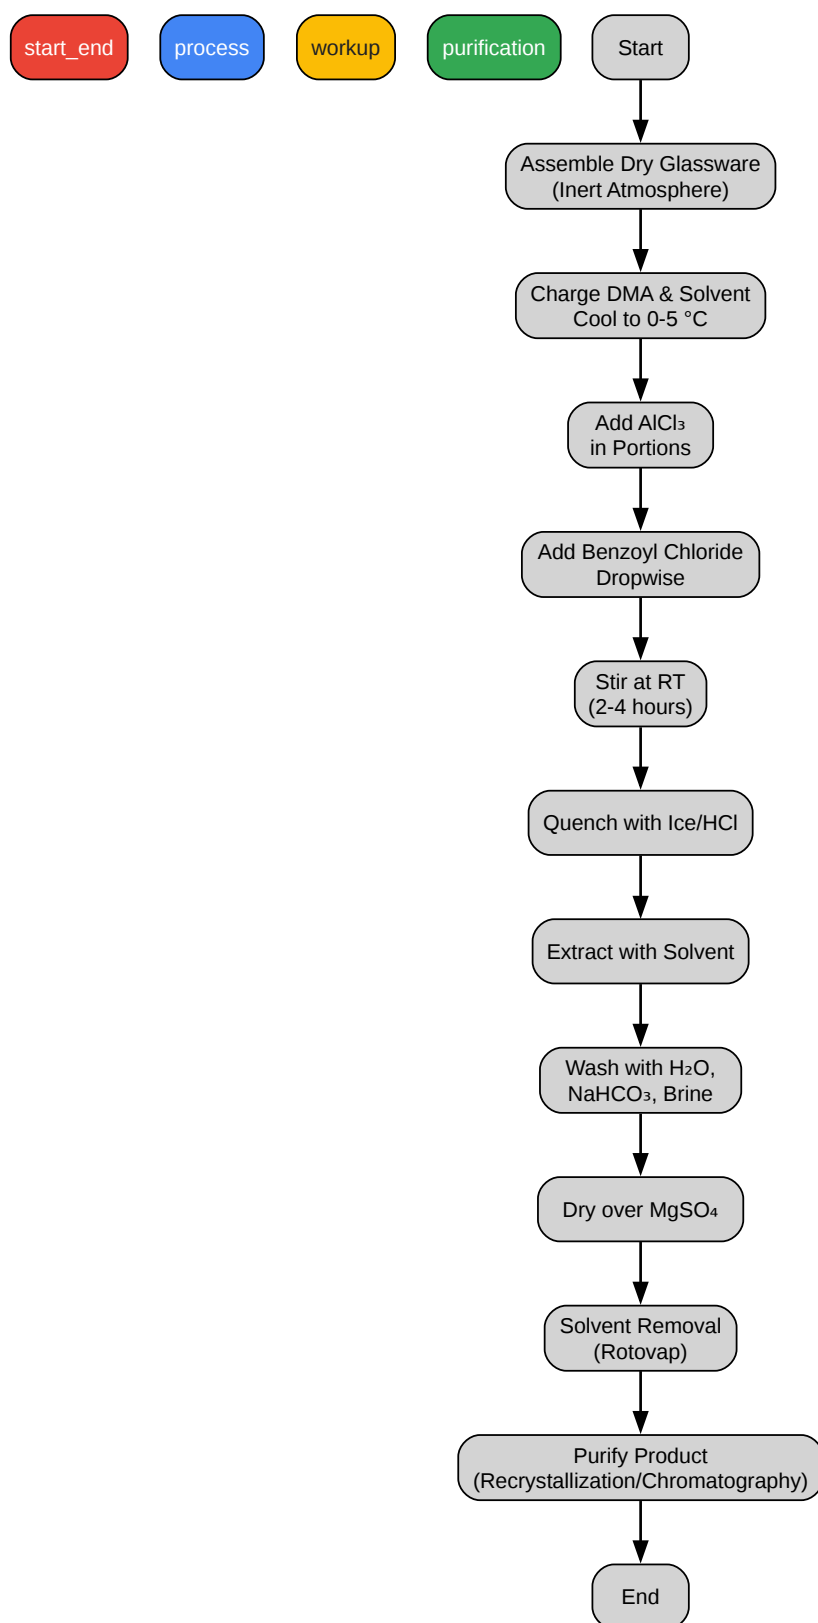 start_end
process
workup
purification
Start
Assemble Dry Glassware
(Inert Atmosphere)
Charge DMA & Solvent
Cool to 0-5 °C
Add AlCl₃
in Portions
Add Benzoyl Chloride
Dropwise
Stir at RT
(2-4 hours)
Quench with Ice/HCl
Extract with Solvent
Wash with H₂O,
NaHCO₃, Brine
Dry over MgSO₄
Solvent Removal
(Rotovap)
Purify Product
(Recrystallization/Chromatography)
End